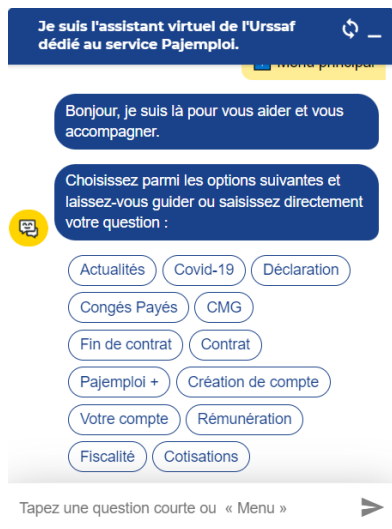 Je suis l'assistant virtuel de l'Urssaf
dédié au service Pajemploi.
Menu principal
Bonjour, je suis là pour vous aider et vous
accompagner.
Choisissez parmi les options suivantes et
laissez-vous guider ou saisissez directement
votre question :
Actualités Covid-19 Déclaration
Congés Payés CMG
Fin de contrat Contrat
Pajemploi + Création de compte
Votre compte Rémunération
Fiscalité Cotisations
Tapez une question courte ou « Menu »